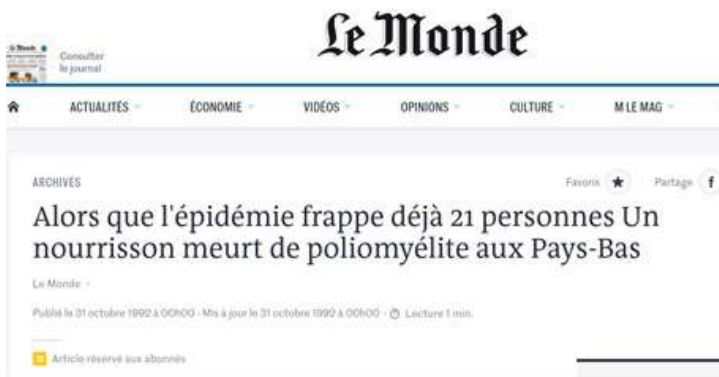 Le Monde
Consulter
le journal
ACTUALITÉS ÉCONOMIE VIDÉOS OPINIONS CULTURE M LE MAG
ARCHIVES
Favoris Partage f
Alors que l'épidémie frappe déjà 21 personnes Un
nourrisson meurt de poliomyélite aux Pays-Bas
Le Monde -
Publié le 31 octobre 1992 à 00h00 - Mis à jour le 31 octobre 1992 à 00h00 - Lecture 1 min.
Article réservé aux abonnés